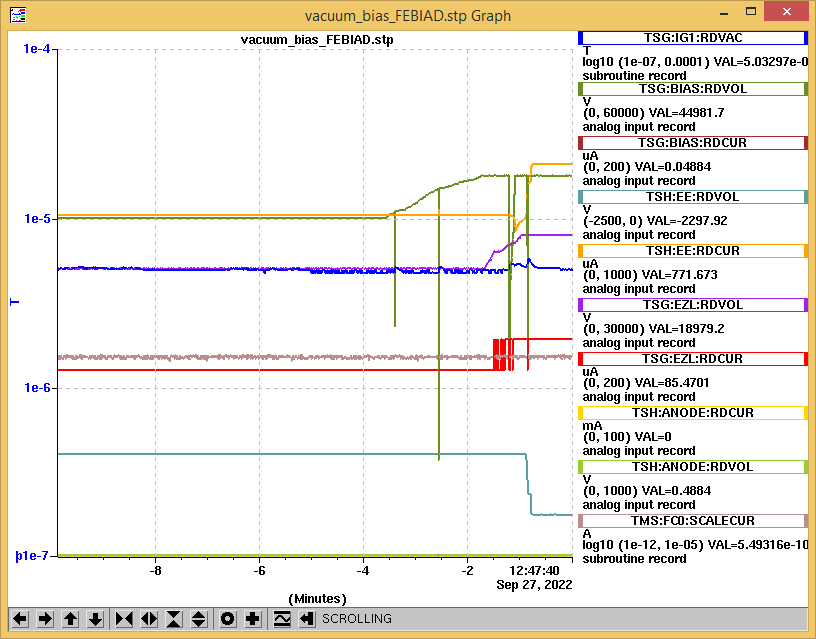 vacuum_bias_FEBIAD.stp Graph
vacuum_bias_FEBIAD.stp
1e-4
1e-5
T
1e-6
1e-7
-8
-6
-4
-2
12:47:40
Sep 27, 2022
(Minutes)
TSG:IG1:RDVAC
T
log10 (1e-07, 0.0001) VAL=5.03297e-0
subroutine record
TSG:BIAS:RDVOL
V
(0, 60000) VAL=44981.7
analog input record
TSG:BIAS:RDCUR
uA
(0, 200) VAL=0.04884
analog input record
TSH:EE:RDVOL
V
(-2500, 0) VAL=-2297.92
analog input record
TSH:EE:RDCUR
uA
(0, 1000) VAL=771.673
analog input record
TSG:EZL:RDVOL
V
(0, 30000) VAL=18979.2
analog input record
TSG:EZL:RDCUR
uA
(0, 200) VAL=85.4701
analog input record
TSH:ANODE:RDCUR
mA
(0, 100) VAL=0
analog input record
TSH:ANODE:RDVOL
V
(0, 1000) VAL=0.4884
analog input record
TMS:FC0:SCALECUR
A
log10 (1e-12, 1e-05) VAL=5.49316e-10
subroutine record
SCROLLING